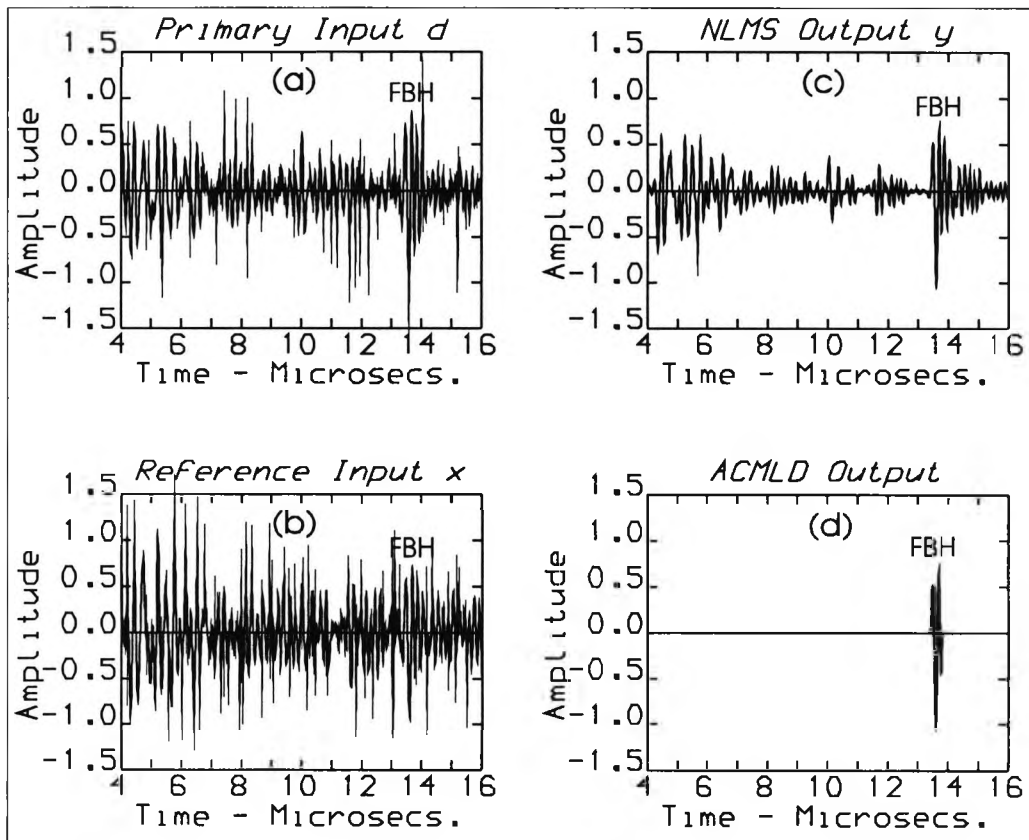 Primary Input d
(a)
FBH
1.5
1.0
0.5
0.0
-0.5
-1.0
-1.5
Amplitude
4 6 8 10 12 14 16
Time - Microsecs.
NLMS Output y
(c)
FBH
1.5
1.0
0.5
0.0
-0.5
-1.0
-1.5
Amplitude
4 6 8 10 12 14 16
Time - Microsecs.
Reference Input x
(b)
FBH
1.5
1.0
0.5
0.0
-0.5
-1.0
-1.5
Amplitude
4 6 8 10 12 14 16
Time - Microsecs.
ACMLD Output
(d)
FBH
1.5
1.0
0.5
0.0
-0.5
-1.0
-1.5
Amplitude
4 6 8 10 12 14 16
Time - Microsecs.